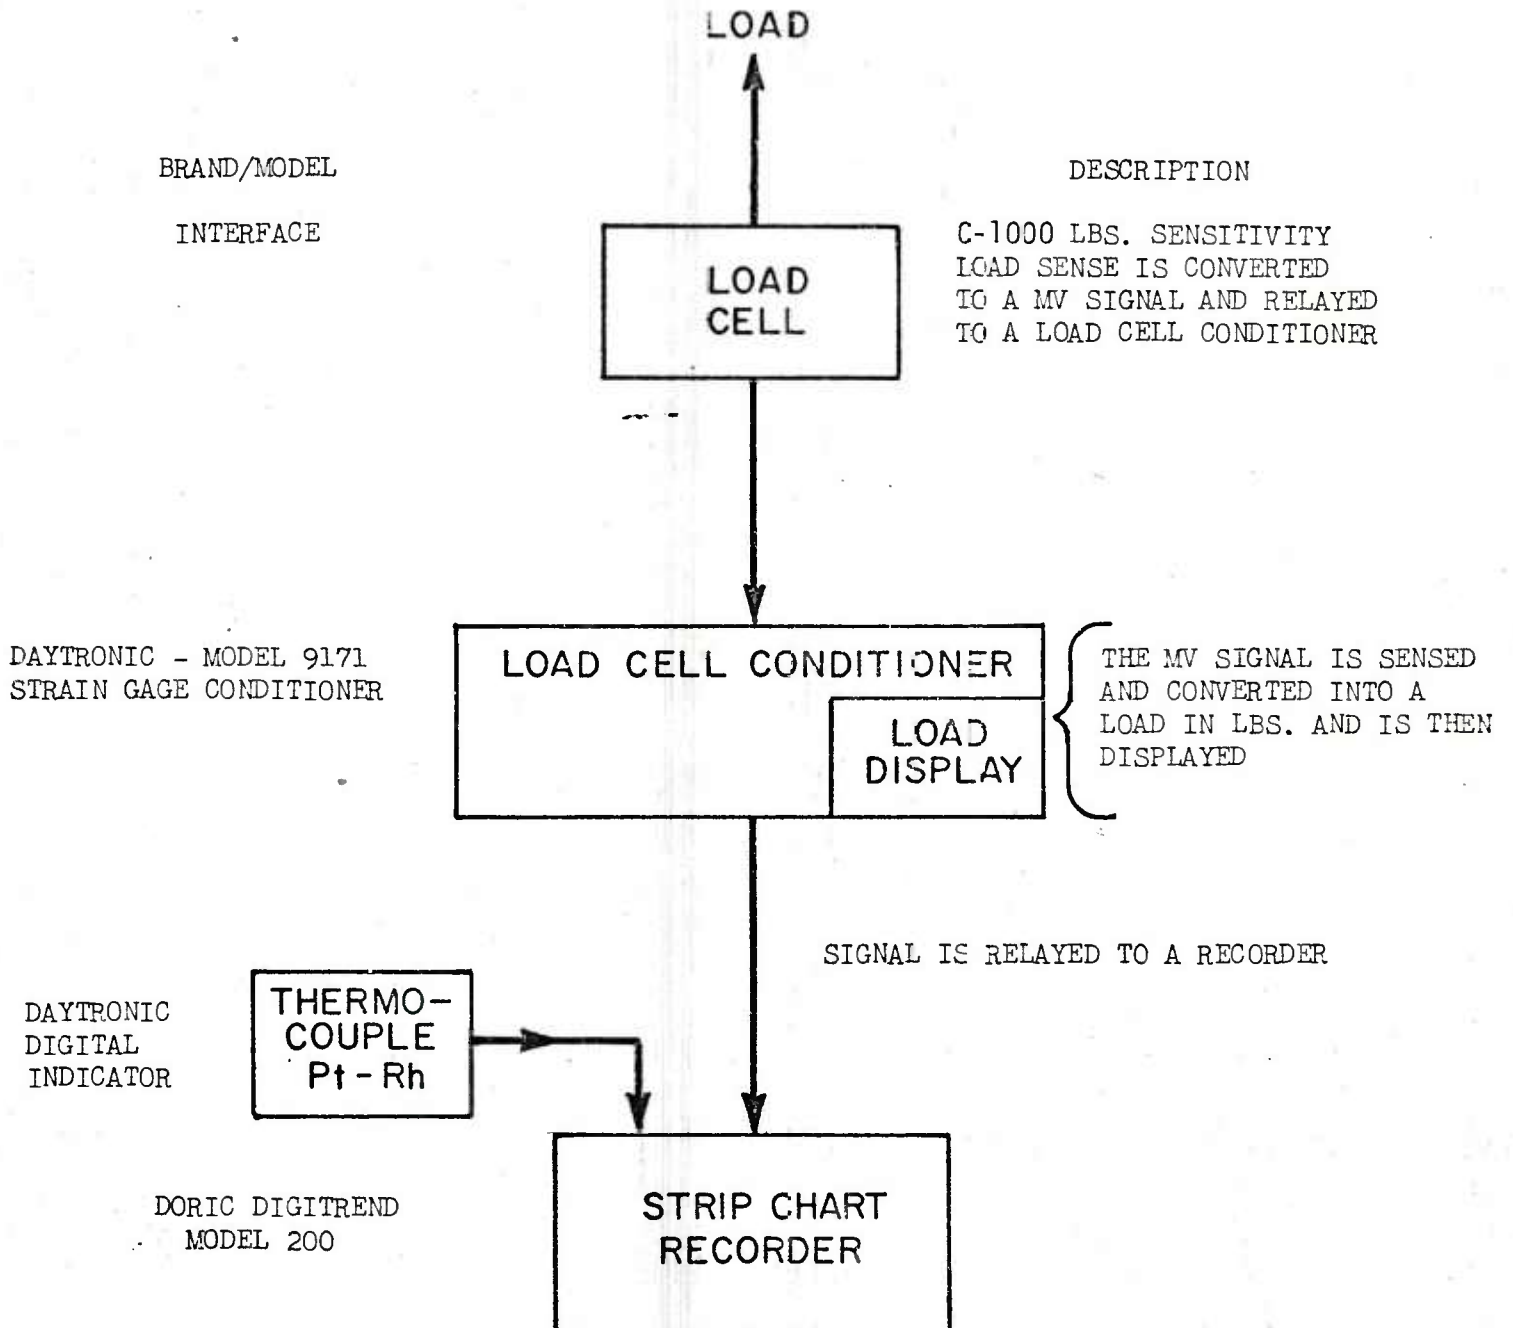 LOAD
BRAND/MODEL
DESCRIPTION
INTERFACE
LOAD
CELL
C-1000 LBS. SENSITIVITY
LOAD SENSE IS CONVERTED
TO A MV SIGNAL AND RELAYED
TO A LOAD CELL CONDITIONER
DAYTRONIC - MODEL 9171
STRAIN GAGE CONDITIONER
LOAD CELL CONDITIONER
LOAD
DISPLAY
THE MV SIGNAL IS SENSED
AND CONVERTED INTO A
LOAD IN LBS. AND IS THEN
DISPLAYED
SIGNAL IS RELAYED TO A RECORDER
DAYTRONIC
DIGITAL
INDICATOR
THERMO-
COUPLE
Pt-Rh
DORIC DIGITREND
MODEL 200
STRIP CHART
RECORDER